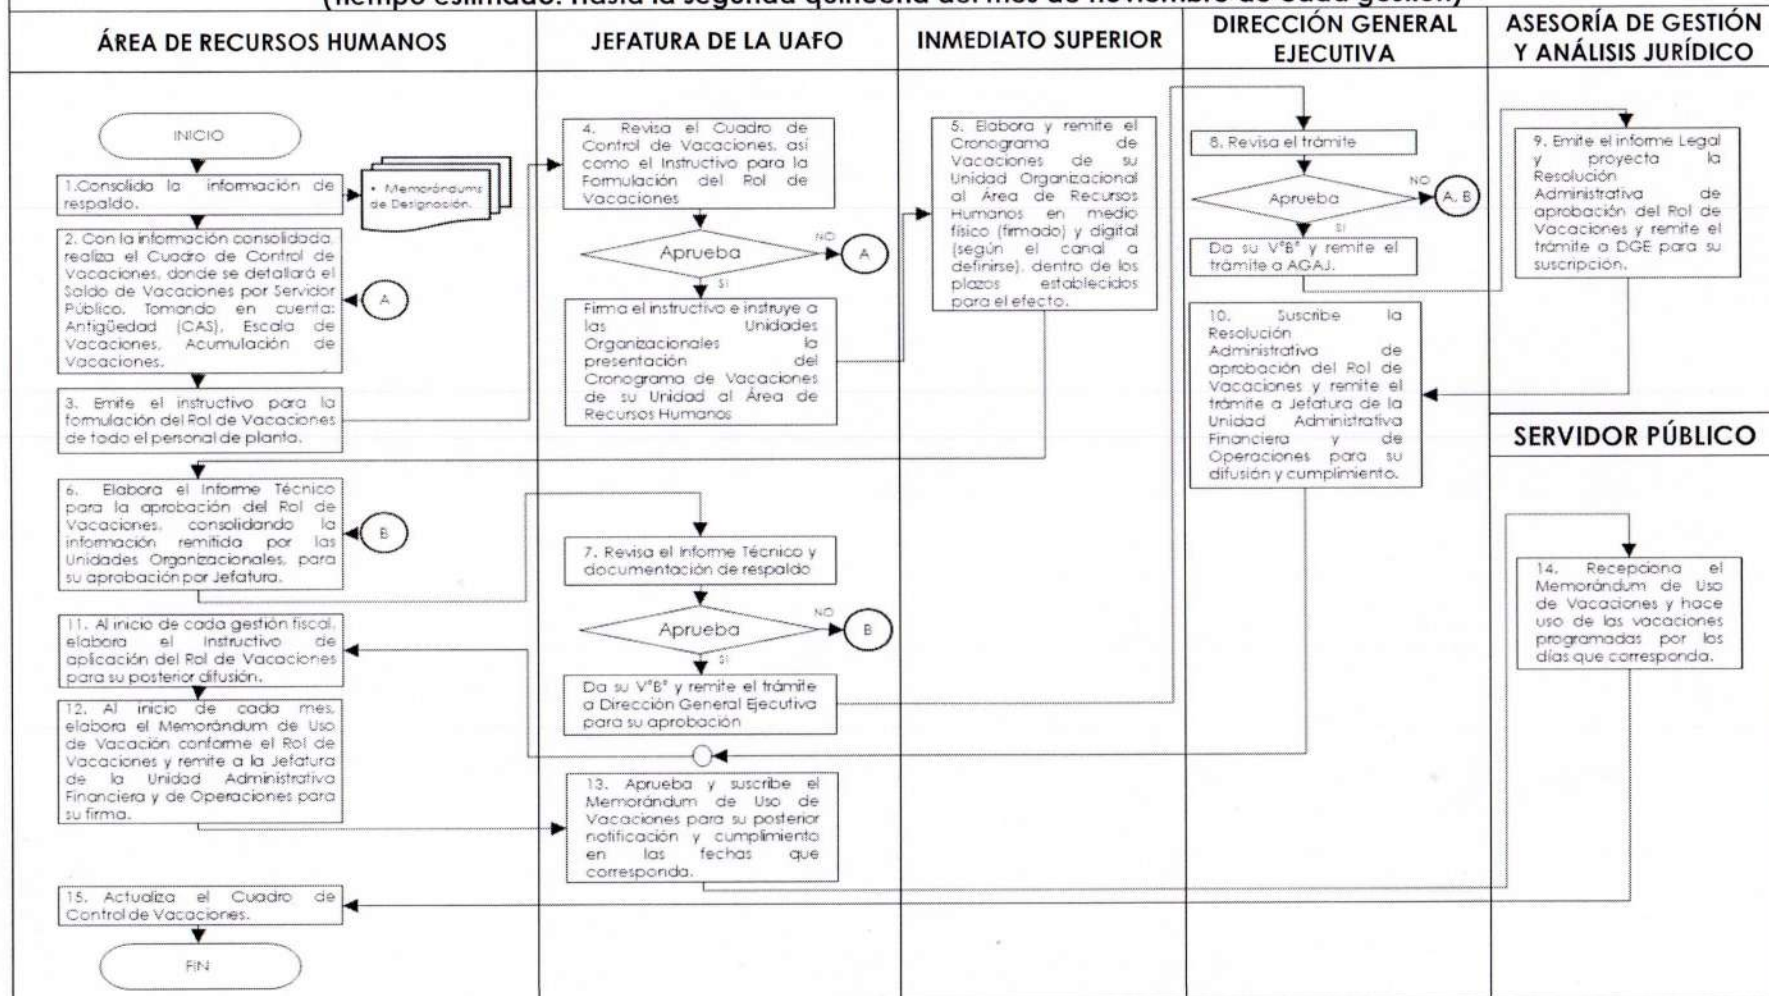 (Tiempo estimado: Hasta la segunda quincena del mes de noviembre de cada gestión)
ÁREA DE RECURSOS HUMANOS
JEFATURA DE LA UAFO
INMEDIATO SUPERIOR
DIRECCIÓN GENERAL
EJECUTIVA
ASESORÍA DE GESTIÓN
Y ANÁLISIS JURÍDICO
INICIO
1.Consolida la información de
respaldo.
• Memorándums
de Designación.
2. Con la información consolidada
realiza el Cuadro de Control de
Vacaciones, donde se detallará el
Saldo de Vacaciones por Servidor
Público. Tomando en cuenta:
Antigüedad (CAS), Escala de
Vacaciones, Acumulación de
Vacaciones.
A
3. Emite el instructivo para la
formulación del Rol de Vacaciones
de todo el personal de planta.
4. Revisa el Cuadro de
Control de Vacaciones, así
como el Instructivo para la
Formulación del Rol de
Vacaciones
Aprueba
NO
A
SI
Firma el instructivo e instruye a
las Unidades
Organizacionales la
presentación del
Cronograma de Vacaciones
de su Unidad al Área de
Recursos Humanos
5. Elabora y remite el
Cronograma de
Vacaciones de su
Unidad Organizacional
al Área de Recursos
Humanos en medio
físico (firmado) y digital
(según el canal a
definirse), dentro de los
plazos establecidos
para el efecto.
8. Revisa el trámite
Aprueba
NO
A, B
SI
Da su V°B° y remite el
trámite a AGAJ.
9. Emite el informe Legal
y proyecta la
Resolución
Administrativa de
aprobación del Rol de
Vacaciones y remite el
trámite a DGE para su
suscripción.
10. Suscribe la
Resolución
Administrativa de
aprobación del Rol de
Vacaciones y remite el
trámite a Jefatura de la
Unidad Administrativa
Financiera y de
Operaciones para su
difusión y cumplimiento.
SERVIDOR PÚBLICO
6. Elabora el Informe Técnico
para la aprobación del Rol de
Vacaciones, consolidando la
información remitida por las
Unidades Organizacionales, para
su aprobación por Jefatura.
B
7. Revisa el Informe Técnico y
documentación de respaldo
Aprueba
NO
B
SI
Da su V°B° y remite el trámite
a Dirección General Ejecutiva
para su aprobación
11. Al inicio de cada gestión fiscal,
elabora el Instructivo de
aplicación del Rol de Vacaciones
para su posterior difusión.
12. Al inicio de cada mes,
elabora el Memorándum de Uso
de Vacación conforme el Rol de
Vacaciones y remite a la Jefatura
de la Unidad Administrativa
Financiera y de Operaciones para
su firma.
13. Aprueba y suscribe el
Memorándum de Uso de
Vacaciones para su posterior
notificación y cumplimiento
en las fechas que
corresponda.
14. Recepciona el
Memorándum de Uso
de Vacaciones y hace
uso de las vacaciones
programadas por los
días que corresponda.
15. Actualiza el Cuadro de
Control de Vacaciones.
FIN